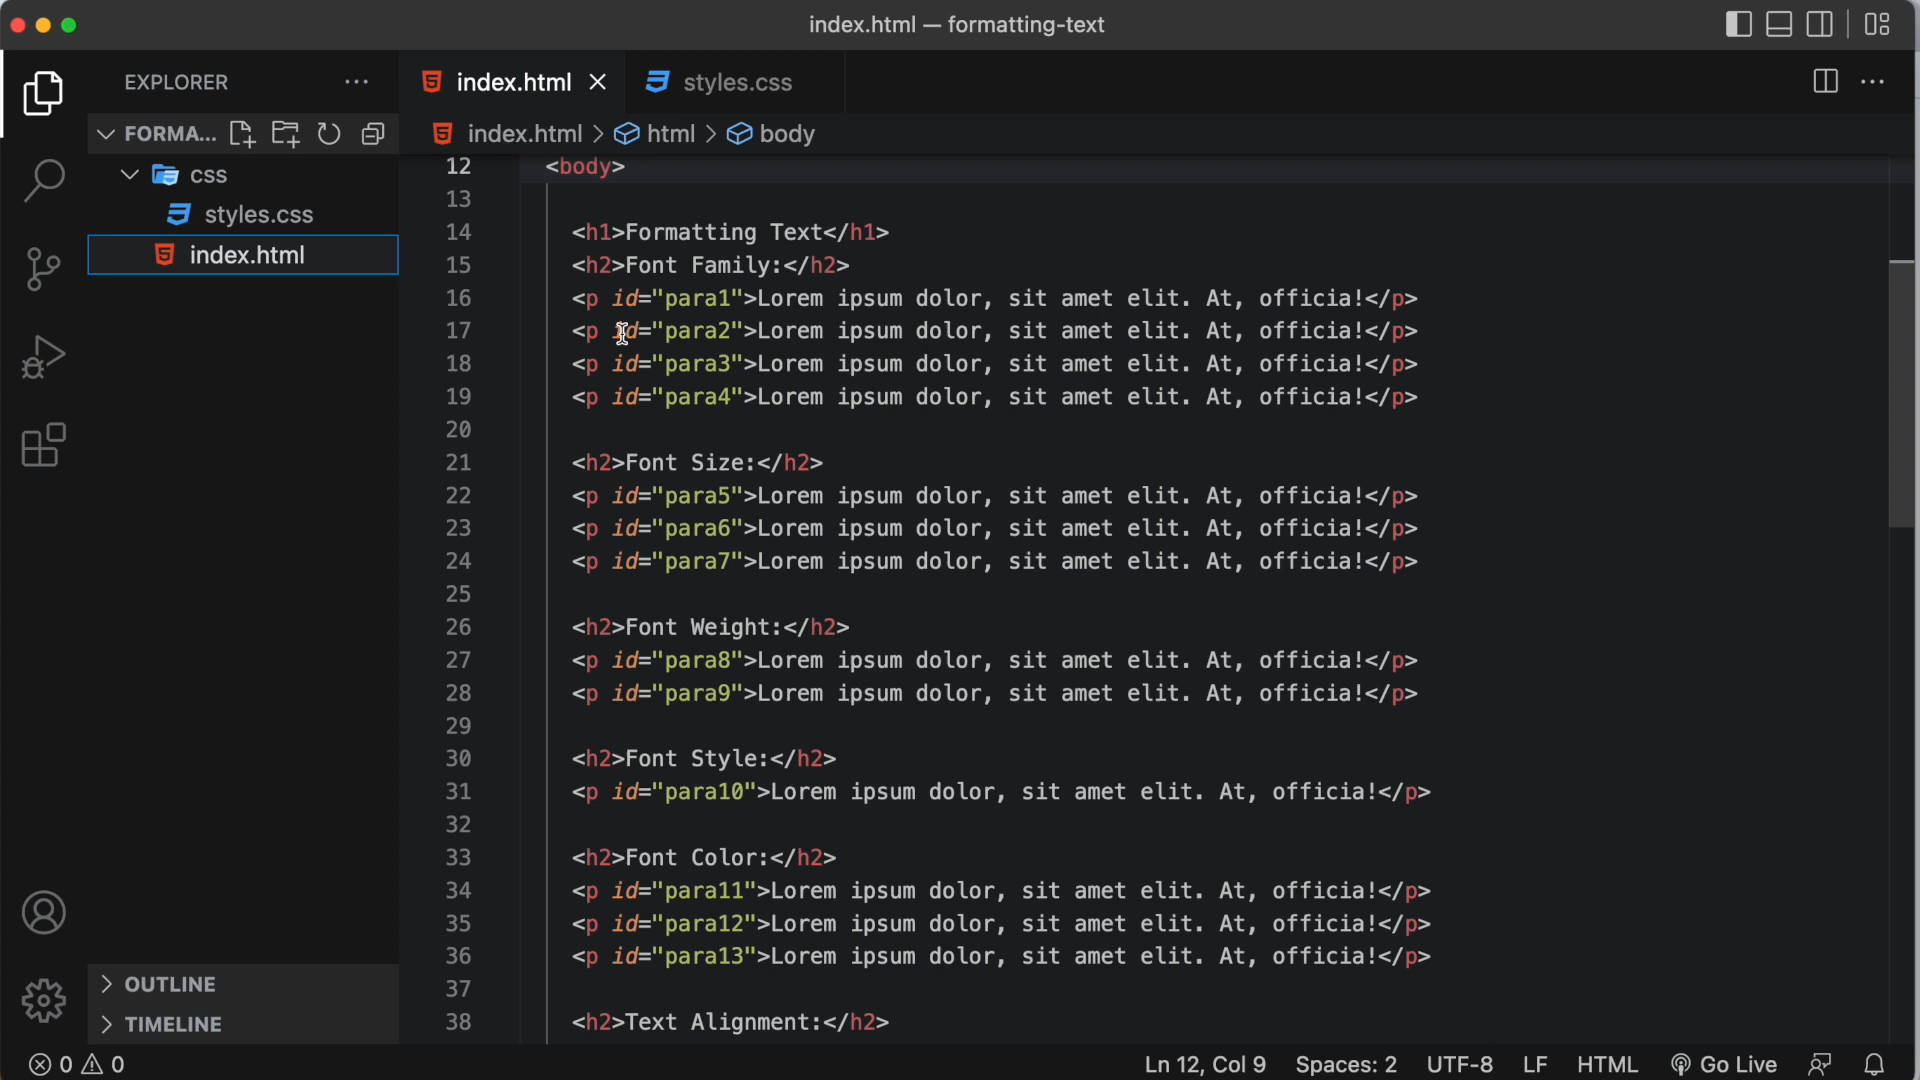 index.html — formatting-text
EXPLORER
index.html
styles.css
FORMA...
index.html > html > body
css
styles.css
index.html
12 <body>
13
14 <h1>Formatting Text</h1>
15 <h2>Font Family:</h2>
16 <p id="para1">Lorem ipsum dolor, sit amet elit. At, officia!</p>
17 <p id="para2">Lorem ipsum dolor, sit amet elit. At, officia!</p>
18 <p id="para3">Lorem ipsum dolor, sit amet elit. At, officia!</p>
19 <p id="para4">Lorem ipsum dolor, sit amet elit. At, officia!</p>
20
21 <h2>Font Size:</h2>
22 <p id="para5">Lorem ipsum dolor, sit amet elit. At, officia!</p>
23 <p id="para6">Lorem ipsum dolor, sit amet elit. At, officia!</p>
24 <p id="para7">Lorem ipsum dolor, sit amet elit. At, officia!</p>
25
26 <h2>Font Weight:</h2>
27 <p id="para8">Lorem ipsum dolor, sit amet elit. At, officia!</p>
28 <p id="para9">Lorem ipsum dolor, sit amet elit. At, officia!</p>
29
30 <h2>Font Style:</h2>
31 <p id="para10">Lorem ipsum dolor, sit amet elit. At, officia!</p>
32
33 <h2>Font Color:</h2>
34 <p id="para11">Lorem ipsum dolor, sit amet elit. At, officia!</p>
35 <p id="para12">Lorem ipsum dolor, sit amet elit. At, officia!</p>
36 <p id="para13">Lorem ipsum dolor, sit amet elit. At, officia!</p>
37
38 <h2>Text Alignment:</h2>
OUTLINE
TIMELINE
0 0
Ln 12, Col 9 Spaces: 2 UTF-8 LF HTML Go Live